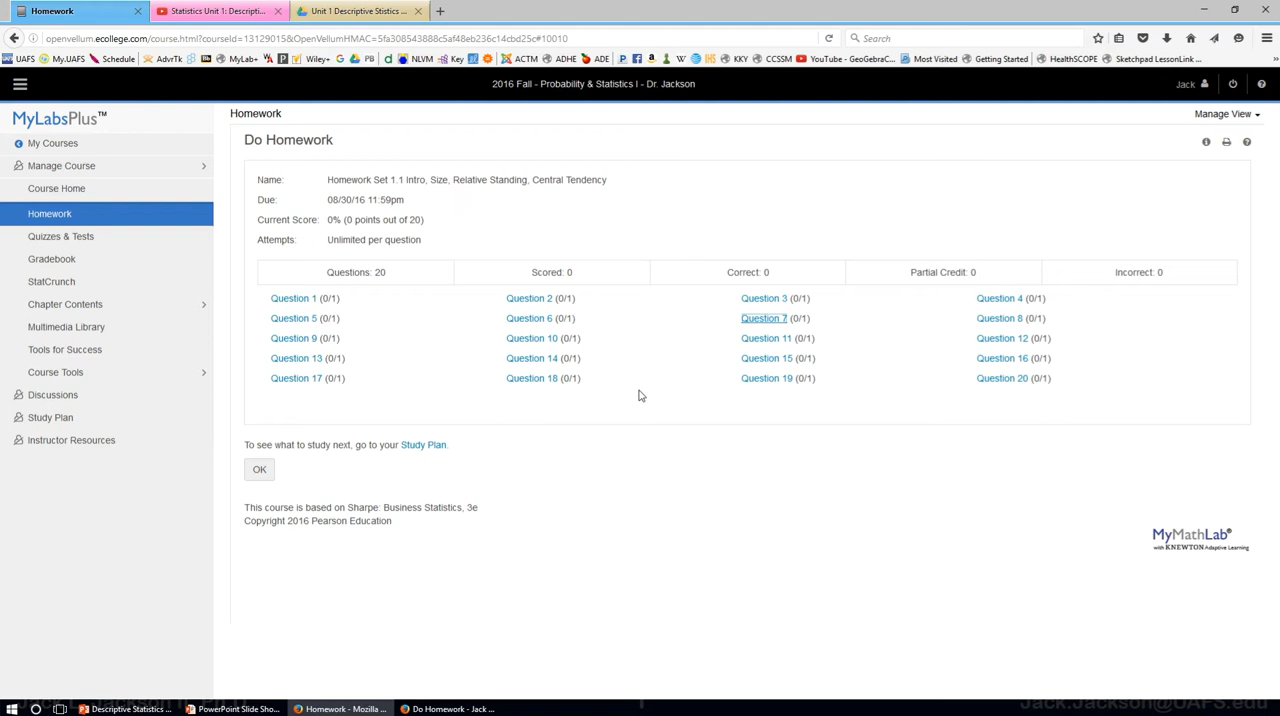 Homework
Statistics Unit 1: Descripti...
Unit 1 Descriptive Stistics ...
openvellum.ecollege.com/course.html?courseId=13129015&OpenVellumHMAC=5fa308543888c5af48eb236c14cbd25c#10010
Search
UAFS
My.UAFS
Schedule
AdvrTk
Big
MyLab+
Wiley+
PB
NLVM
Key
ACTM
ADHE
ADE
IHS
KKY
CCSSM
YouTube - GeoGebraC...
Most Visited
Getting Started
HealthSCOPE
Sketchpad LessonLink ...
2016 Fall - Probability & Statistics I - Dr. Jackson
Jack
MyLabsPlus™
My Courses
Manage Course
Course Home
Homework
Quizzes & Tests
Gradebook
StatCrunch
Chapter Contents
Multimedia Library
Tools for Success
Course Tools
Discussions
Study Plan
Instructor Resources
Homework
Manage View
Do Homework
Name: Homework Set 1.1 Intro, Size, Relative Standing, Central Tendency
Due: 08/30/16 11:59pm
Current Score: 0% (0 points out of 20)
Attempts: Unlimited per question
Questions: 20 Scored: 0 Correct: 0 Partial Credit: 0 Incorrect: 0
Question 1 (0/1) Question 2 (0/1) Question 3 (0/1) Question 4 (0/1)
Question 5 (0/1) Question 6 (0/1) Question 7 (0/1) Question 8 (0/1)
Question 9 (0/1) Question 10 (0/1) Question 11 (0/1) Question 12 (0/1)
Question 13 (0/1) Question 14 (0/1) Question 15 (0/1) Question 16 (0/1)
Question 17 (0/1) Question 18 (0/1) Question 19 (0/1) Question 20 (0/1)
To see what to study next, go to your Study Plan.
OK
This course is based on Sharpe: Business Statistics, 3e
Copyright 2016 Pearson Education
MyMathLab®
with KNEWTON Adaptive Learning
Descriptive Statistics ...
PowerPoint Slide Sho...
Homework - Mozilla ...
Do Homework - Jack ...
Jack.Jackson@UAFS.edu